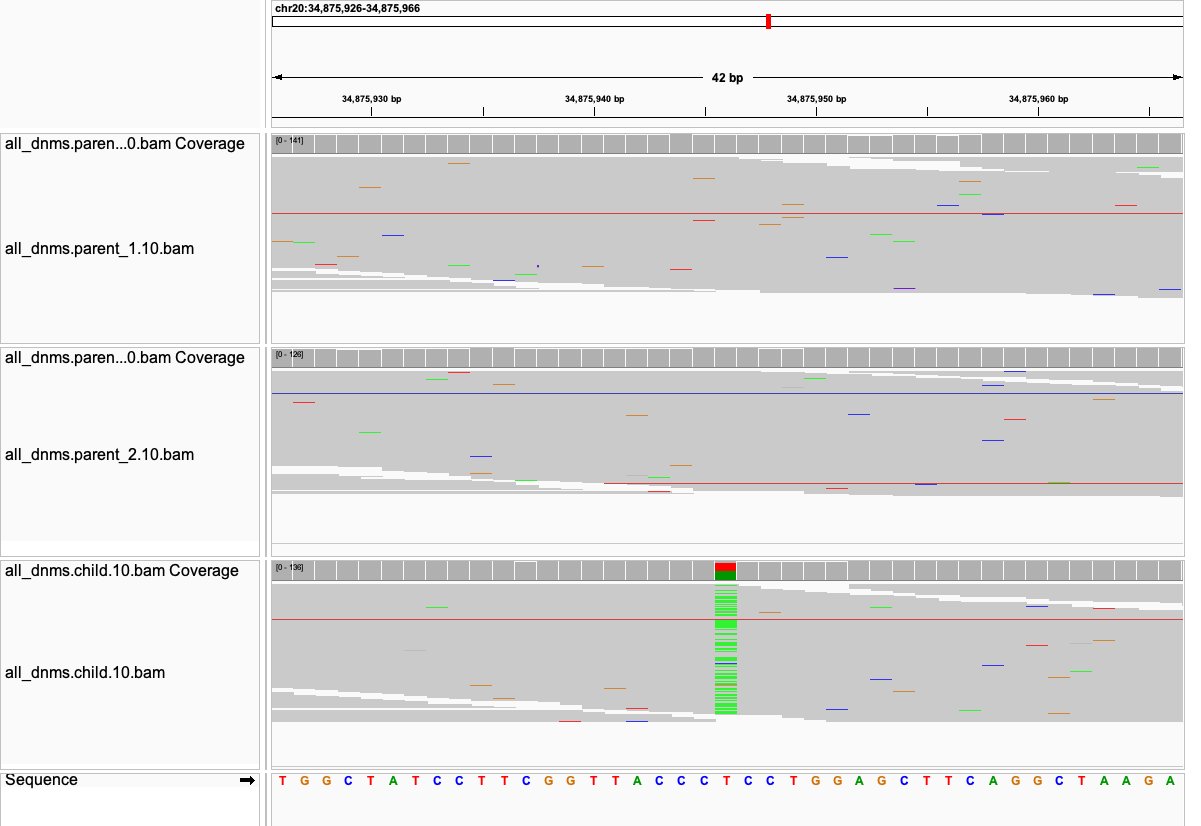 chr20:34,875,926-34,875,966
42 bp
34,875,930 bp 34,875,940 bp 34,875,950 bp 34,875,960 bp
all_dnms.paren...0.bam Coverage
[0 - 141]
all_dnms.parent_1.10.bam
all_dnms.paren...0.bam Coverage
[0 - 126]
all_dnms.parent_2.10.bam
all_dnms.child.10.bam Coverage
[0 - 136]
all_dnms.child.10.bam
Sequence T G G C T A T C C T T C G G T T A C C C T C C T G G A G C T T C A G G C T A A G A